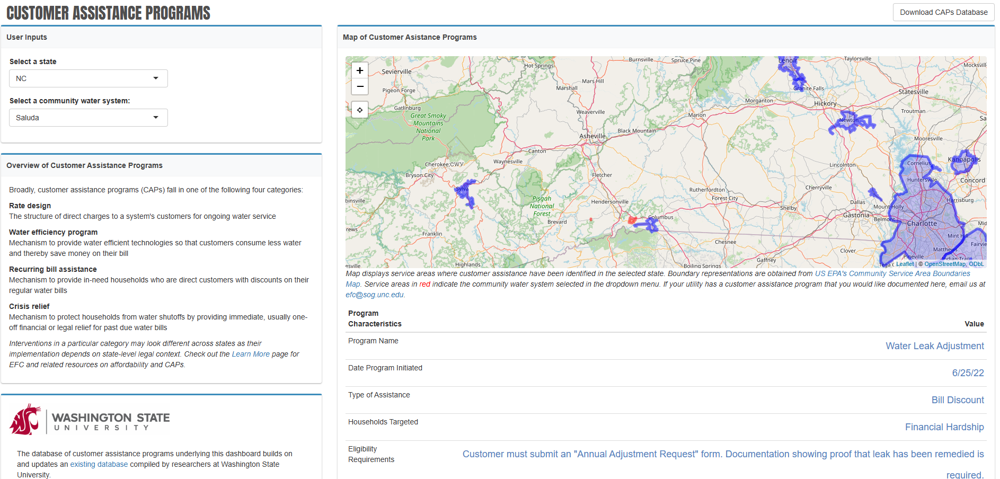 CUSTOMER ASSISTANCE PROGRAMS
Download CAPs Database
User Inputs
Select a state
NC
Select a community water system:
Saluda
Overview of Customer Assistance Programs
Broadly, customer assistance programs (CAPs) fall in one of the following four categories:
Rate design
The structure of direct charges to a system's customers for ongoing water service
Water efficiency program
Mechanism to provide water efficient technologies so that customers consume less water
and thereby save money on their bill
Recurring bill assistance
Mechanism to provide in-need households who are direct customers with discounts on their
regular water bills
Crisis relief
Mechanism to protect households from water shutoffs by providing immediate, usually one-
off financial or legal relief for past due water bills
Interventions in a particular category may look different across states as their
implementation depends on state-level legal context. Check out the Learn More page for
EFC and related resources on affordability and CAPs.
WASHINGTON STATE
UNIVERSITY
The database of customer assistance programs underlying this dashboard builds on
and updates an existing database compiled by researchers at Washington State
University.
Map of Customer Asistance Programs
+
−
Sevierville
Hot Springs
Burnsville
Spruce Pine
Lenoir
Taylorsville
Mocksvill
Pigeon Forge
Marshall
Mars Hill
Granite Falls
Statesville
Gatlinburg
Morganton
Hickory
Great Smoky
Mountains
National
Park
Weaverville
Marion
Troutman
Sa
Newton
Black Mountain
Asheville
Mooresville
Canton
Waynesville
Cherokee;GWY
Kannapolis
Cornelius
Lincolnton
Bryson City
Fletcher
Huntersville
Concord
Sylva
Rutherfordton
Cherryville
binsville
Pisgah
National
Forest
Hendersonville
Forest City
Dallas
Mount Holly
Harrisburg
Shelby
Brevard
Columbus
Gastonia
Belmont
Charlotte
Mid
rews
Franklin
Mint Hill
Chesnee
Fairvie
Clover
Matthews
Gaffney
Pineville
Indian Trail
esville
Highlands
Boiling Springs
Tega C
Leaflet | © OpenStreetMap, ODbL
Map displays service areas where customer assistance have been identified in the selected state. Boundary representations are obtained from US EPA's Community Service Area Boundaries
Map. Service areas in red indicate the community water system selected in the dropdown menu. If your utility has a customer assistance program that you would like documented here, email us at
efc@sog.unc.edu.
Program
Characteristics
Value
Program Name
Water Leak Adjustment
Date Program Initiated
6/25/22
Type of Assistance
Bill Discount
Households Targeted
Financial Hardship
Eligibility
Requirements
Customer must submit an "Annual Adjustment Request" form. Documentation showing proof that leak has been remedied is
required.